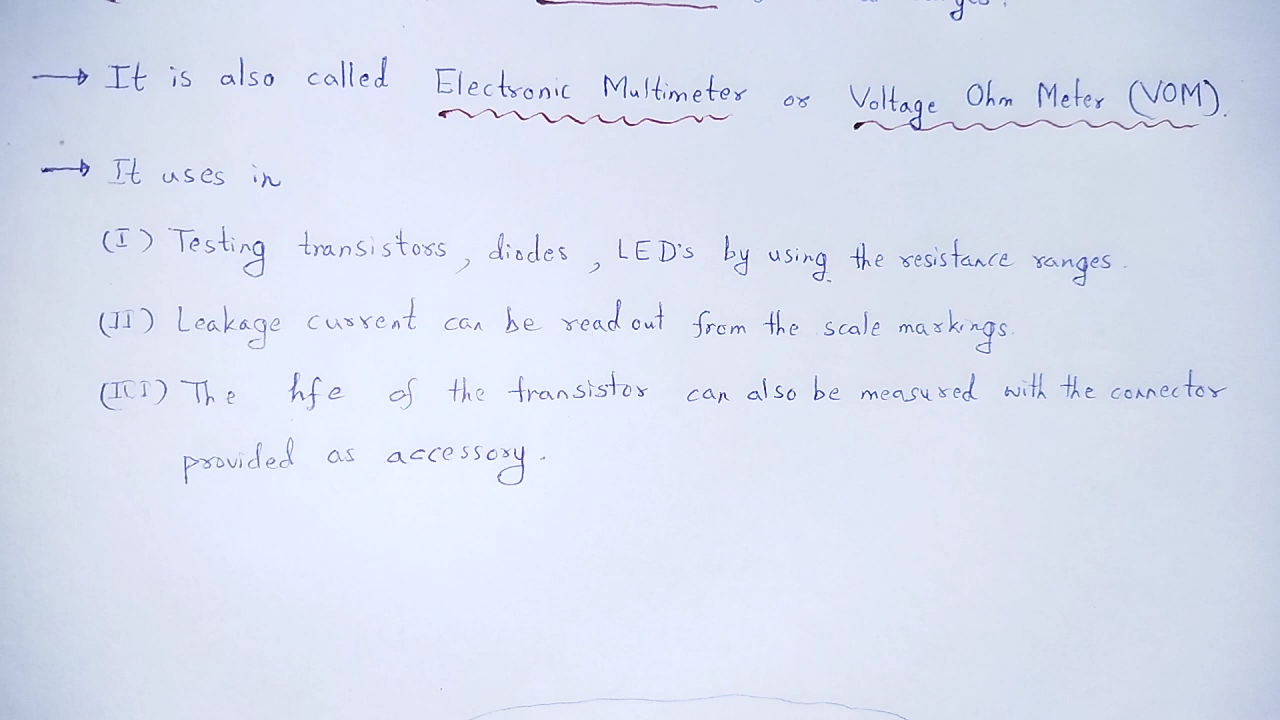 → It is also called Electronic Multimeter or Voltage Ohm Meter (VOM).
→ It uses in
(I) Testing transistors, diodes, LED's by using the resistance ranges.
(II) Leakage current can be read out from the scale markings.
(III) The hfe of the transistor can also be measured with the connector
provided as accessory.